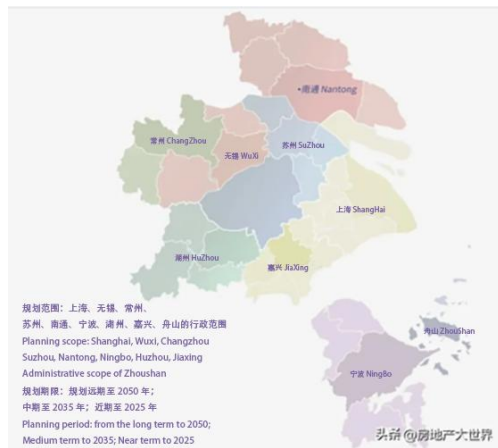 •南通 Nantong
常州 ChangZhou
苏州 SuZhou
无锡 WuXi
上海 ShangHai
湖州 HuZhou
嘉兴 JiaXing
规划范围：上海、无锡、常州、
苏州、南通、宁波、湖州、嘉兴、舟山的行政范围
Planning scope: Shanghai, Wuxi, Changzhou
Suzhou, Nantong, Ningbo, Huzhou, Jiaxing
Administrative scope of Zhoushan
规划期限：规划远期至 2050 年；
中期至 2035 年；近期至 2025 年
Planning period: from the long term to 2050;
Medium term to 2035; Near term to 2025
舟山 ZhouShan
宁波 NingBo
头条@房地产大世界